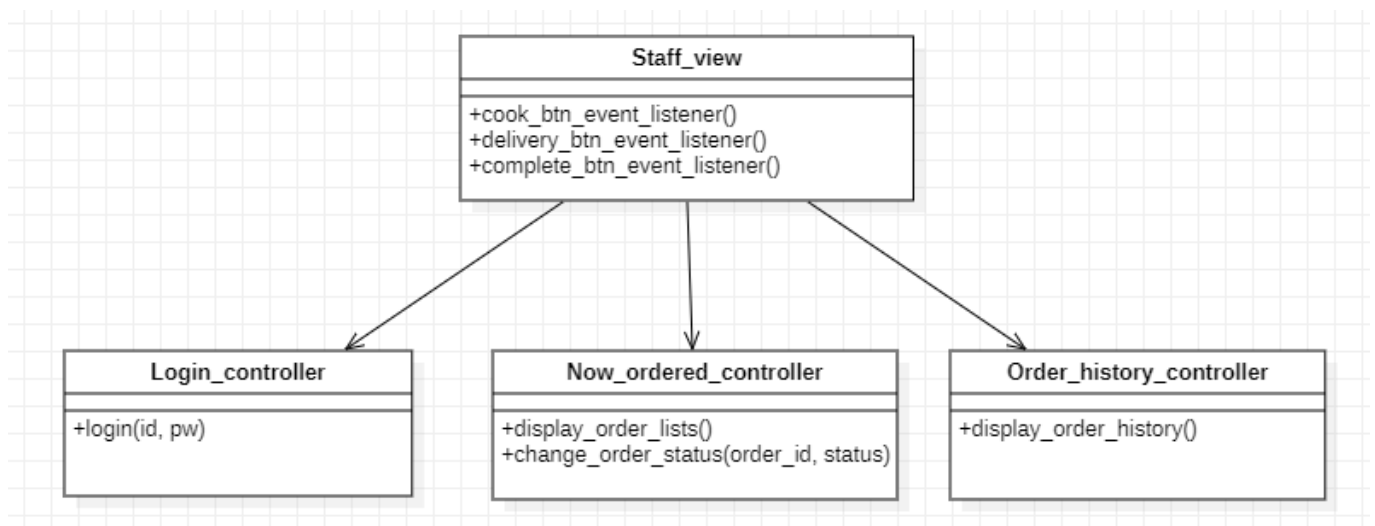 Staff_view
+cook_btn_event_listener()
+delivery_btn_event_listener()
+complete_btn_event_listener()
Login_controller
+login(id, pw)
Now_ordered_controller
+display_order_lists()
+change_order_status(order_id, status)
Order_history_controller
+display_order_history()